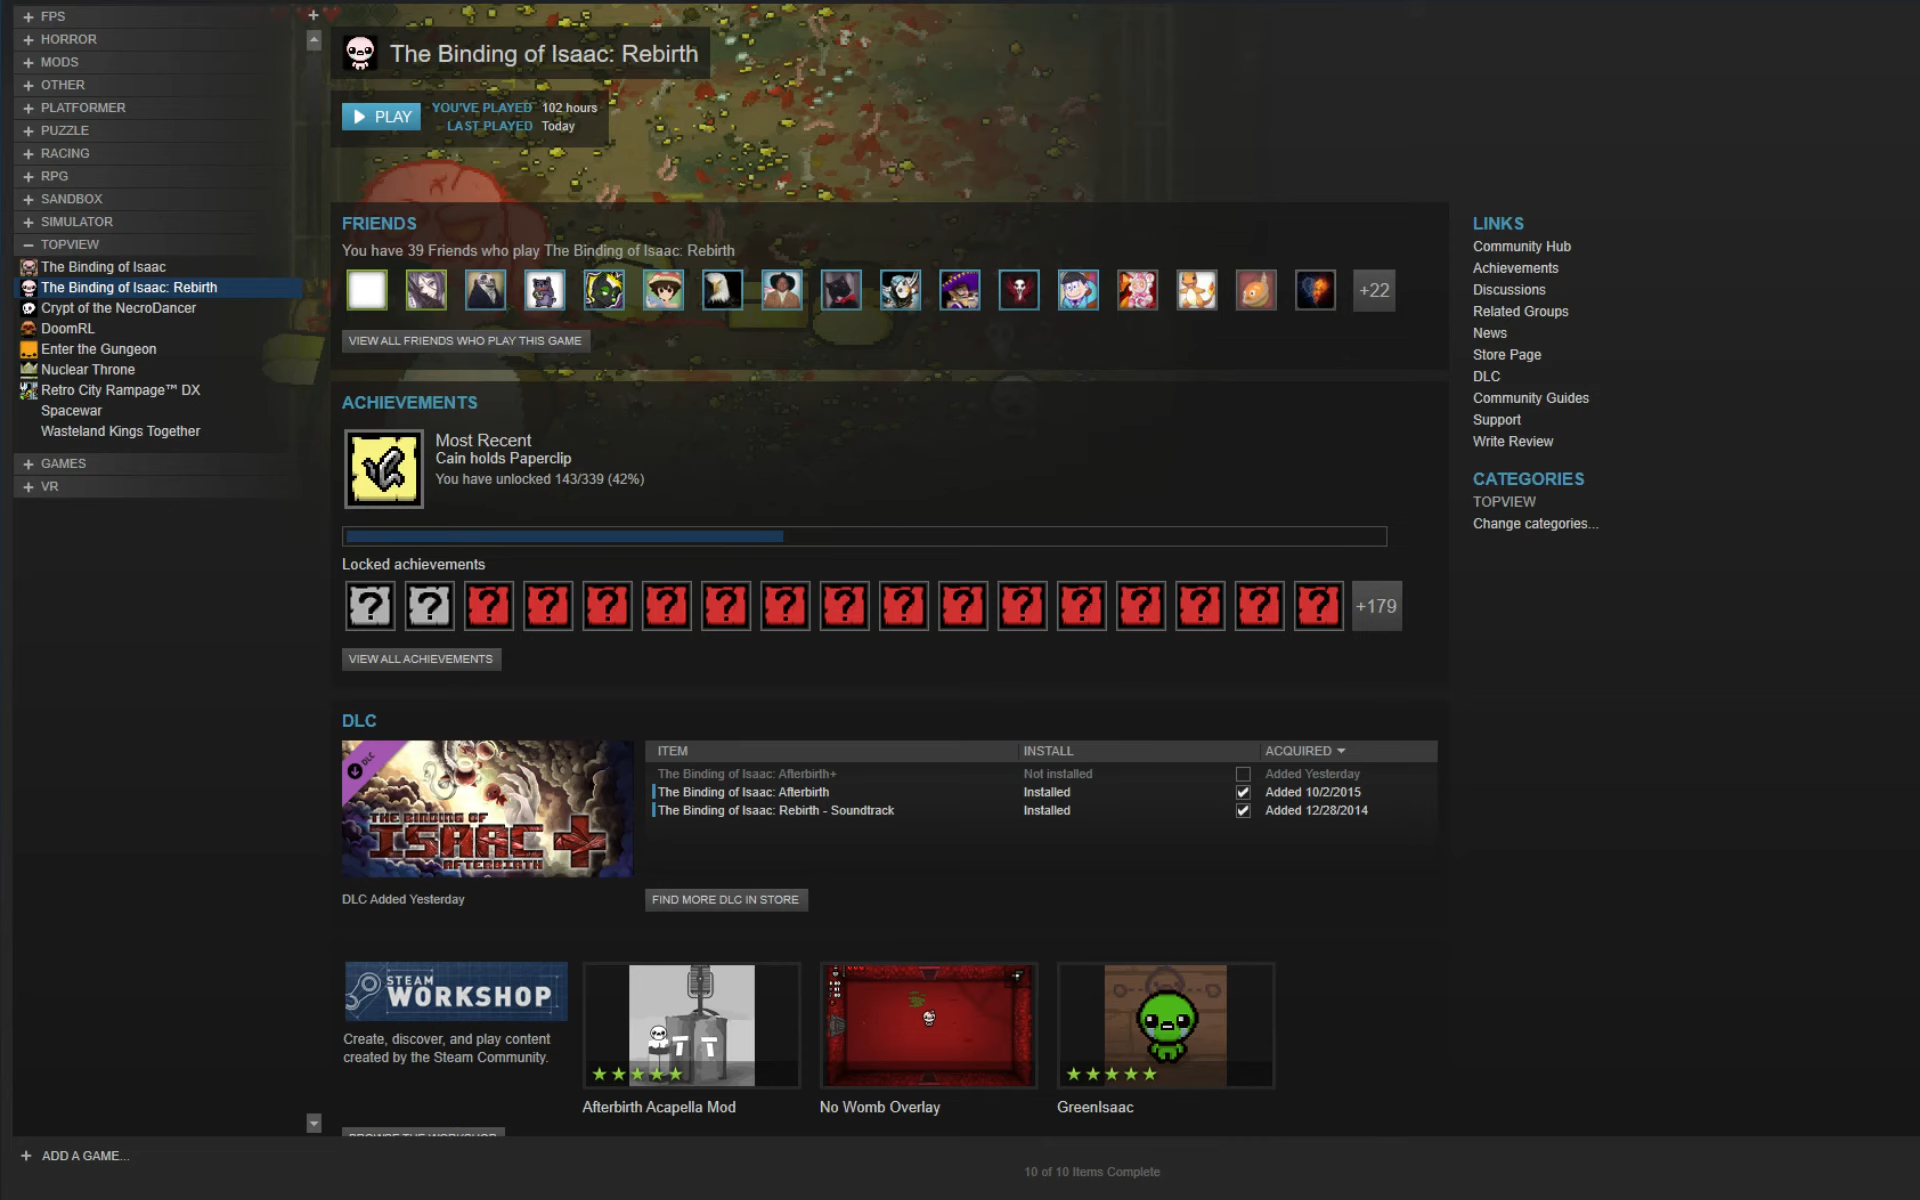 FPS
HORROR
MODS
OTHER
PLATFORMER
PUZZLE
RACING
RPG
SANDBOX
SIMULATOR
TOPVIEW
The Binding of Isaac
The Binding of Isaac: Rebirth
Crypt of the NecroDancer
DoomRL
Enter the Gungeon
Nuclear Throne
Retro City Rampage™ DX
Spacewar
Wasteland Kings Together
GAMES
VR
+ ADD A GAME...
The Binding of Isaac: Rebirth
PLAY
YOU'VE PLAYED 102 hours
LAST PLAYED Today
FRIENDS
You have 39 Friends who play The Binding of Isaac: Rebirth
+22
VIEW ALL FRIENDS WHO PLAY THIS GAME
ACHIEVEMENTS
Most Recent
Cain holds Paperclip
You have unlocked 143/339 (42%)
Locked achievements
? ? ? ? ? ? ? ? ? ? ? ? ? ? ? ? ? +179
VIEW ALL ACHIEVEMENTS
DLC
DLC
THE BINDING OF
ISAAC
AFTERBIRTH
DLC Added Yesterday
ITEM INSTALL ACQUIRED
The Binding of Isaac: Afterbirth+ Not installed Added Yesterday
The Binding of Isaac: Afterbirth Installed Added 10/2/2015
The Binding of Isaac: Rebirth - Soundtrack Installed Added 12/28/2014
FIND MORE DLC IN STORE
STEAM
WORKSHOP
Create, discover, and play content
created by the Steam Community.
BROWSE THE WORKSHOP
T T
Afterbirth Acapella Mod
No Womb Overlay
GreenIsaac
10 of 10 Items Complete
LINKS
Community Hub
Achievements
Discussions
Related Groups
News
Store Page
DLC
Community Guides
Support
Write Review
CATEGORIES
TOPVIEW
Change categories...